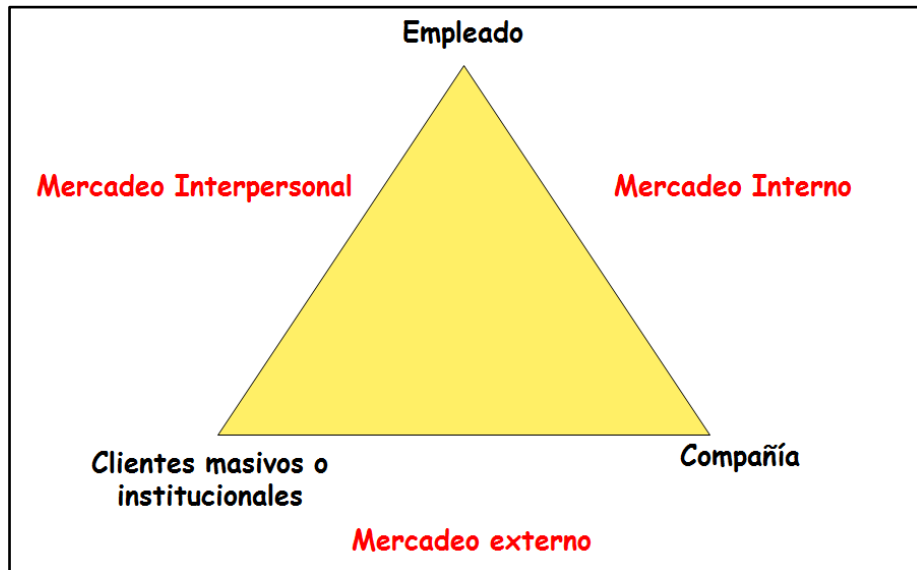 Empleado
Mercadeo Interpersonal
Mercadeo Interno
Clientes masivos o
institucionales
Compañía
Mercadeo externo